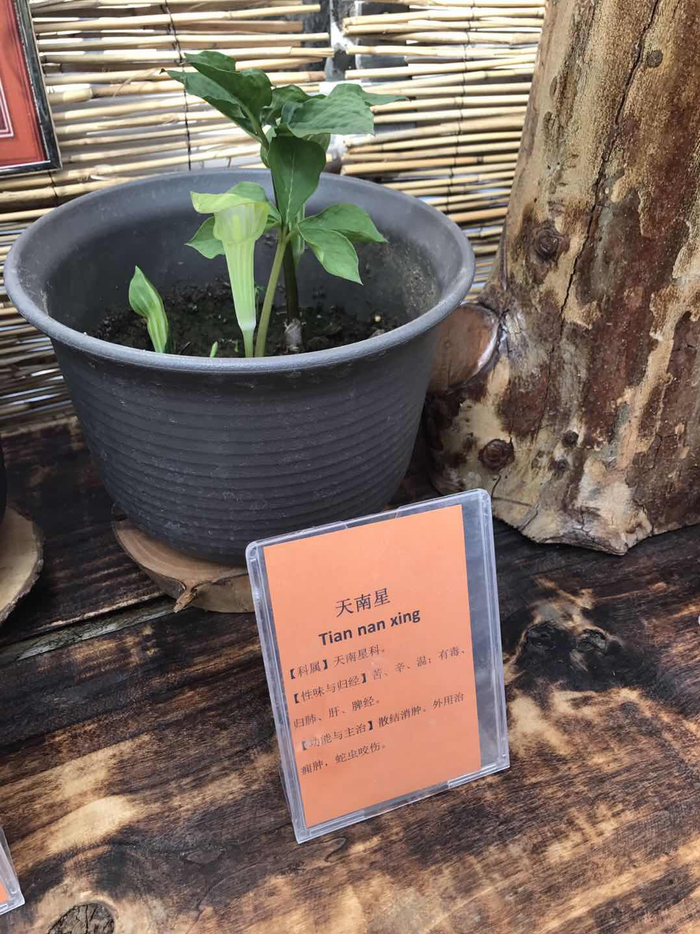 天南星
Tian nan xing
【科属】天南星科。
【性味与归经】苦、辛、温；有毒、
归肺、肝、脾经。
【功能与主治】散结消肿。外用治
痈肿，蛇虫咬伤。